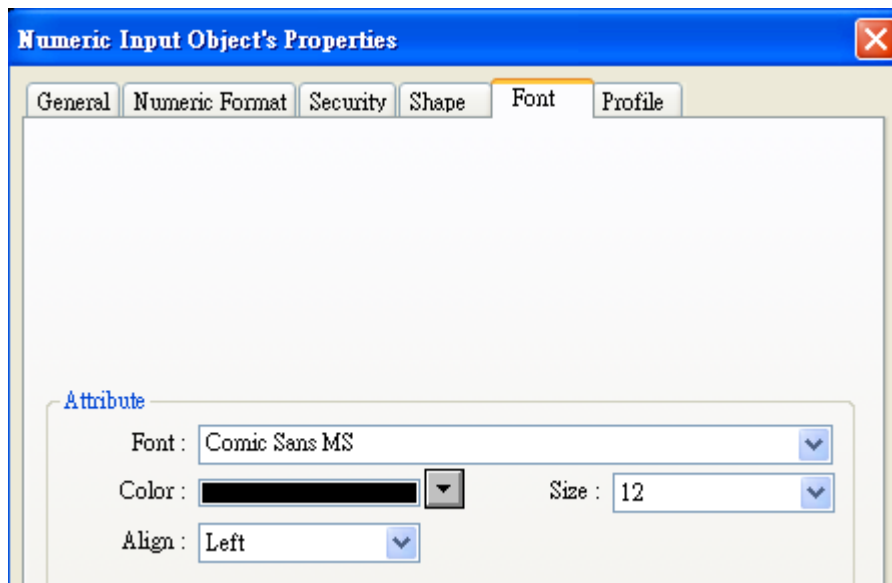 Numeric Input Object's Properties
General Numeric Format Security Shape Font Profile
Attribute
Font : Comic Sans MS
Color : Size : 12
Align : Left